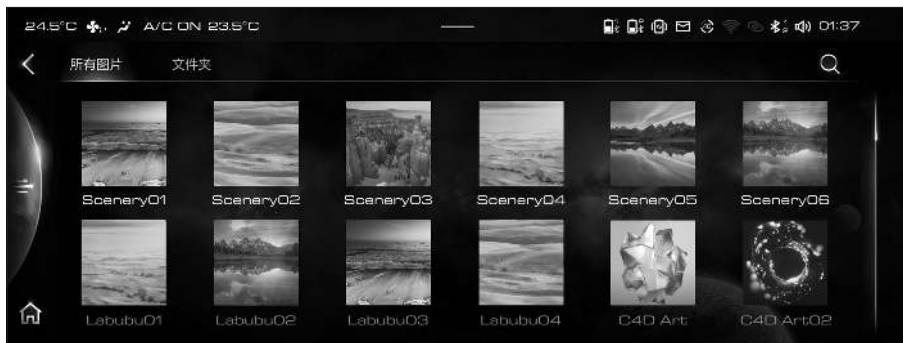 24.5°C A/C ON 23.5°C 01:37
所有图片 文件夹
Scenery01 Scenery02 Scenery03 Scenery04 Scenery05 Scenery06
Labubu01 Labubu02 Labubu03 Labubu04 C4D Art C4D Art02